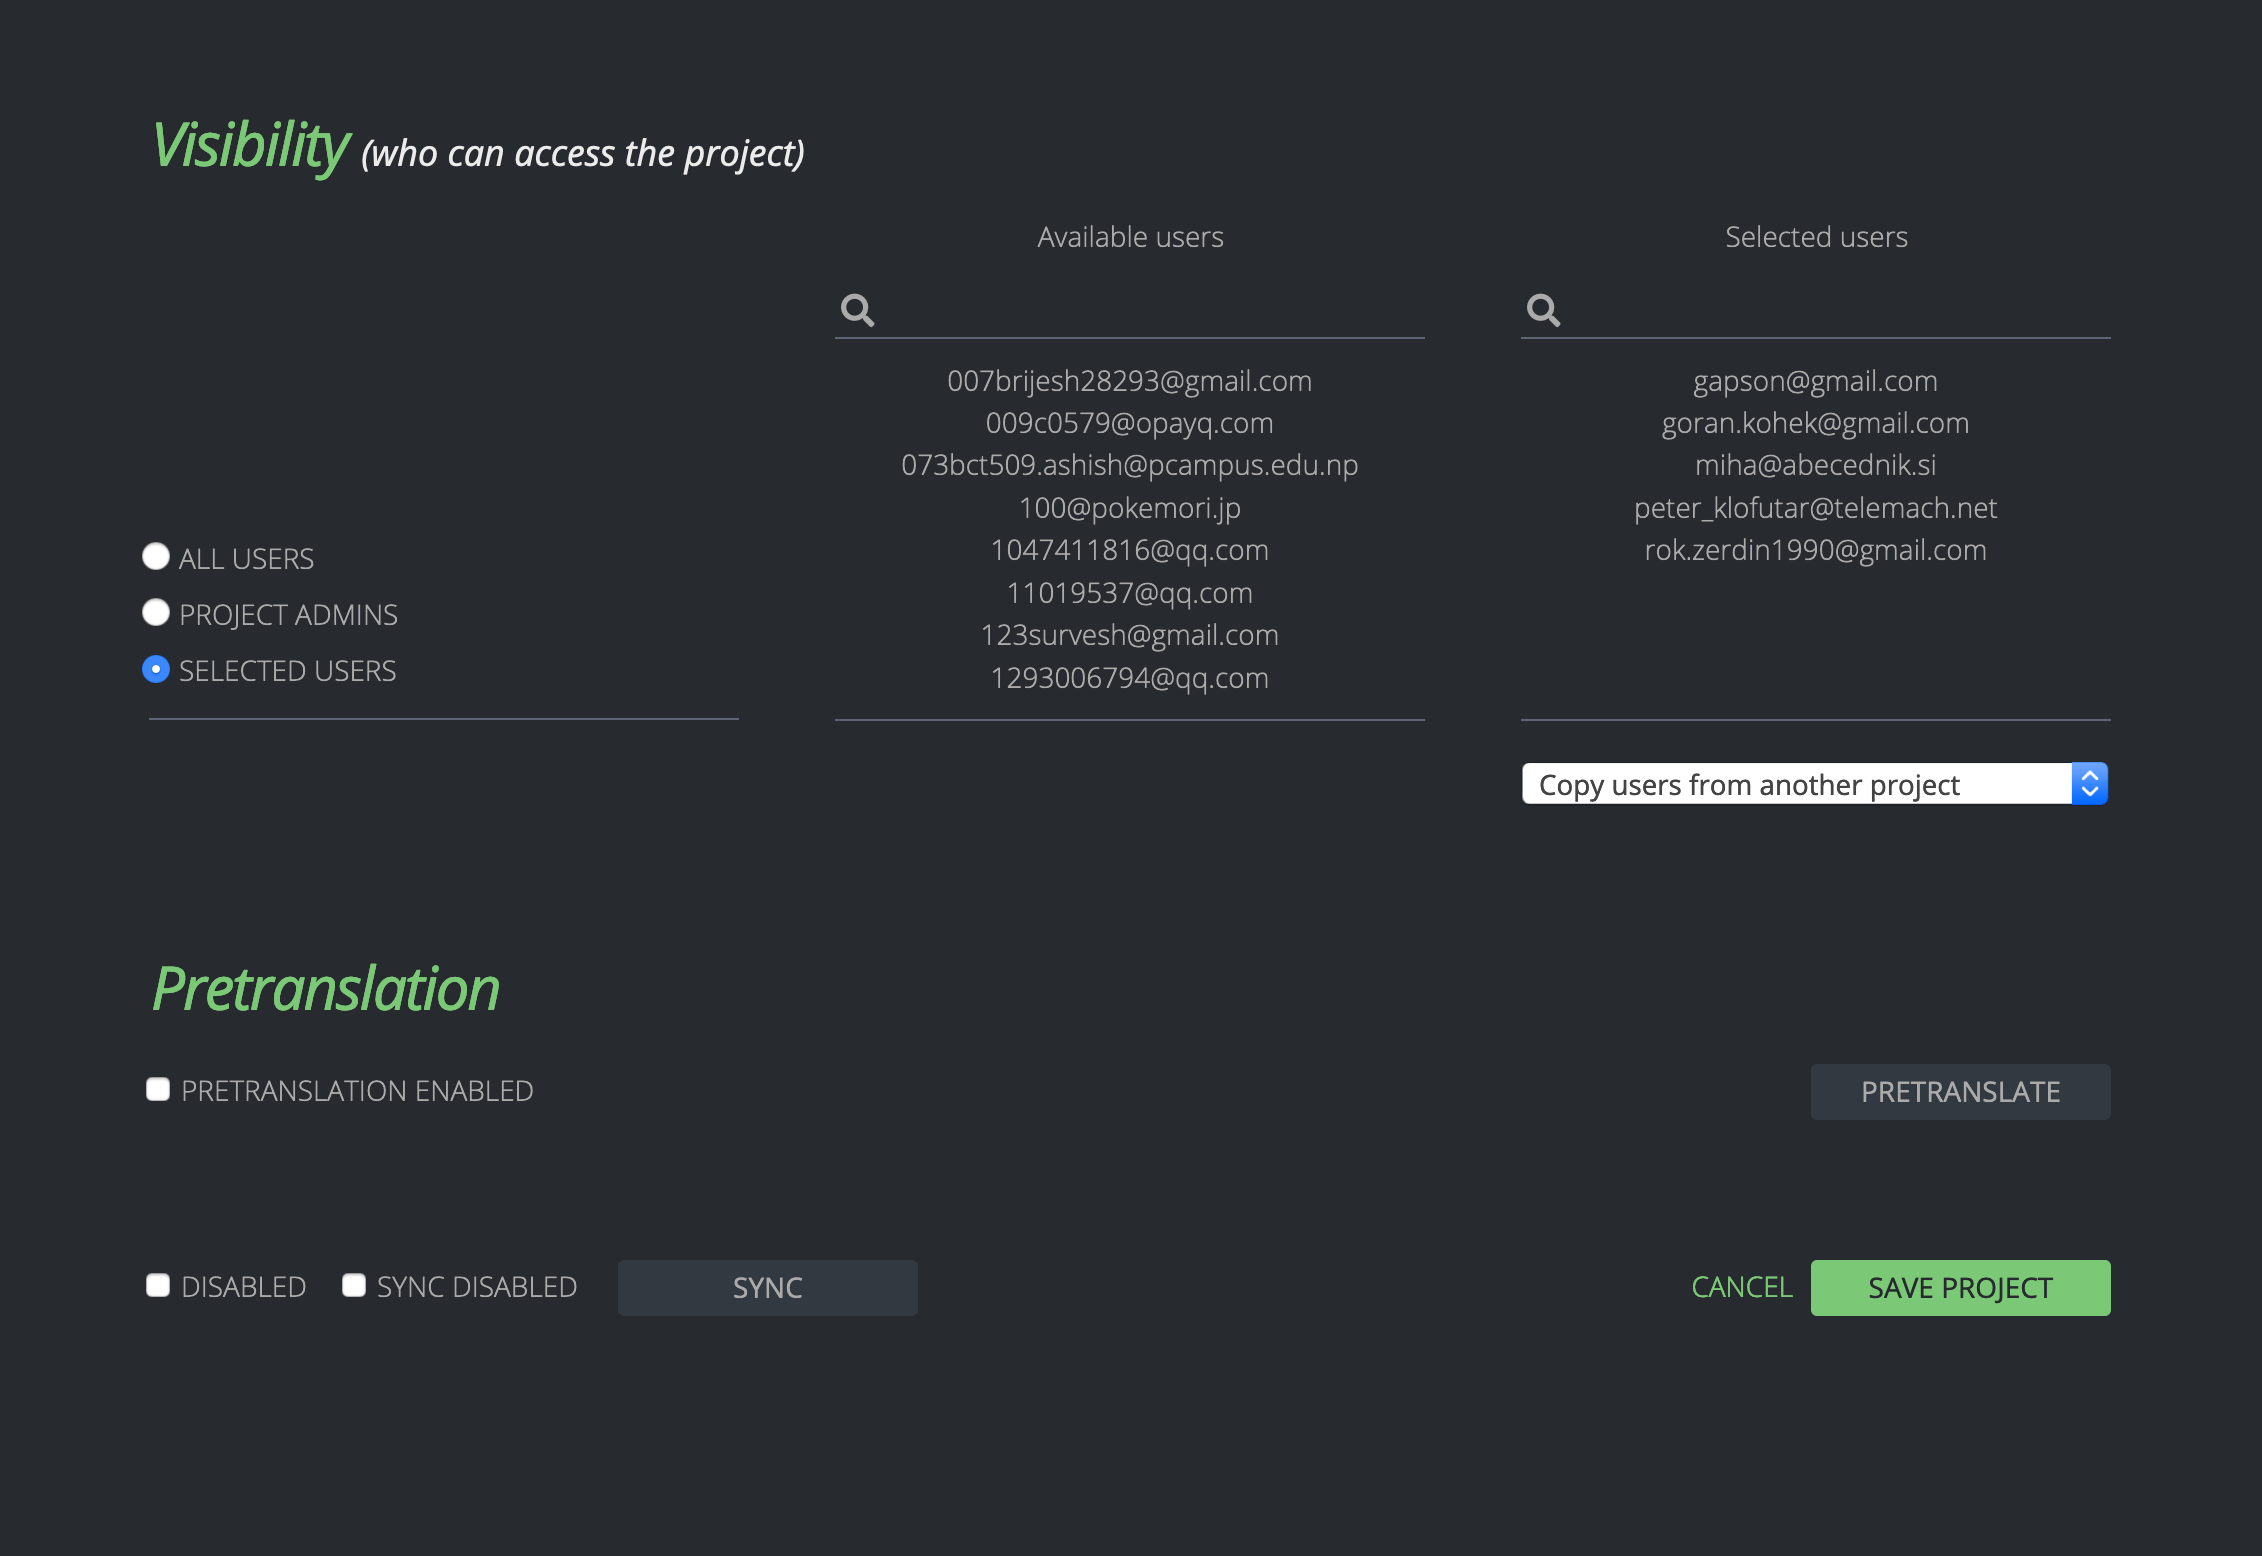 Visibility (who can access the project)
Available users
Selected users
007brijesh28293@gmail.com
009c0579@opayq.com
073bct509.ashish@pcampus.edu.np
100@pokemori.jp
1047411816@qq.com
11019537@qq.com
123survesh@gmail.com
1293006794@qq.com
gapson@gmail.com
goran.kohek@gmail.com
miha@abecednik.si
peter_klofutar@telemach.net
rok.zerdin1990@gmail.com
ALL USERS
PROJECT ADMINS
SELECTED USERS
Copy users from another project
Pretranslation
PRETRANSLATION ENABLED
PRETRANSLATE
DISABLED
SYNC DISABLED
SYNC
CANCEL
SAVE PROJECT